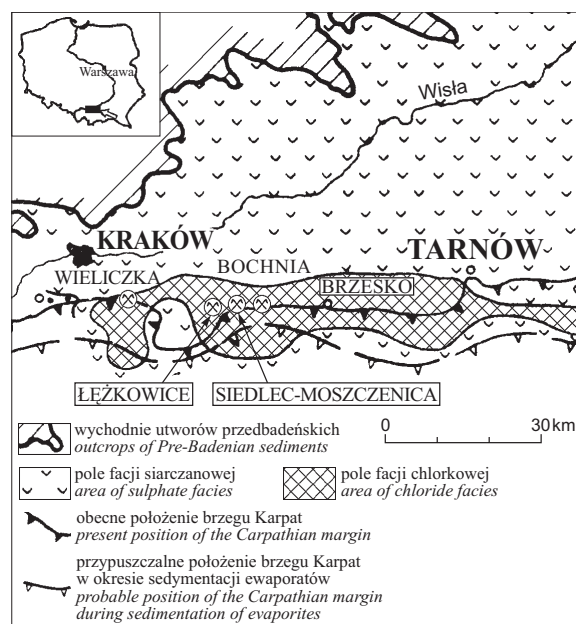 Warszawa
Wisła
KRAKÓW
WIELICZKA
BOCHNIA
TARNÓW
BRZESKO
ŁĘŻKOWICE
SIEDLEC-MOSZCZENICA
wychodnie utworów przedbadeńskich
outcrops of Pre-Badenian sediments
0 30 km
pole facji siarczanowej
area of sulphate facies
pole facji chlorkowej
area of chloride facies
obecne położenie brzegu Karpat
present position of the Carpathian margin
przypuszczalne położenie brzegu Karpat
w okresie sedymentacji ewaporatów
probable position of the Carpathian margin
during sedimentation of evaporites